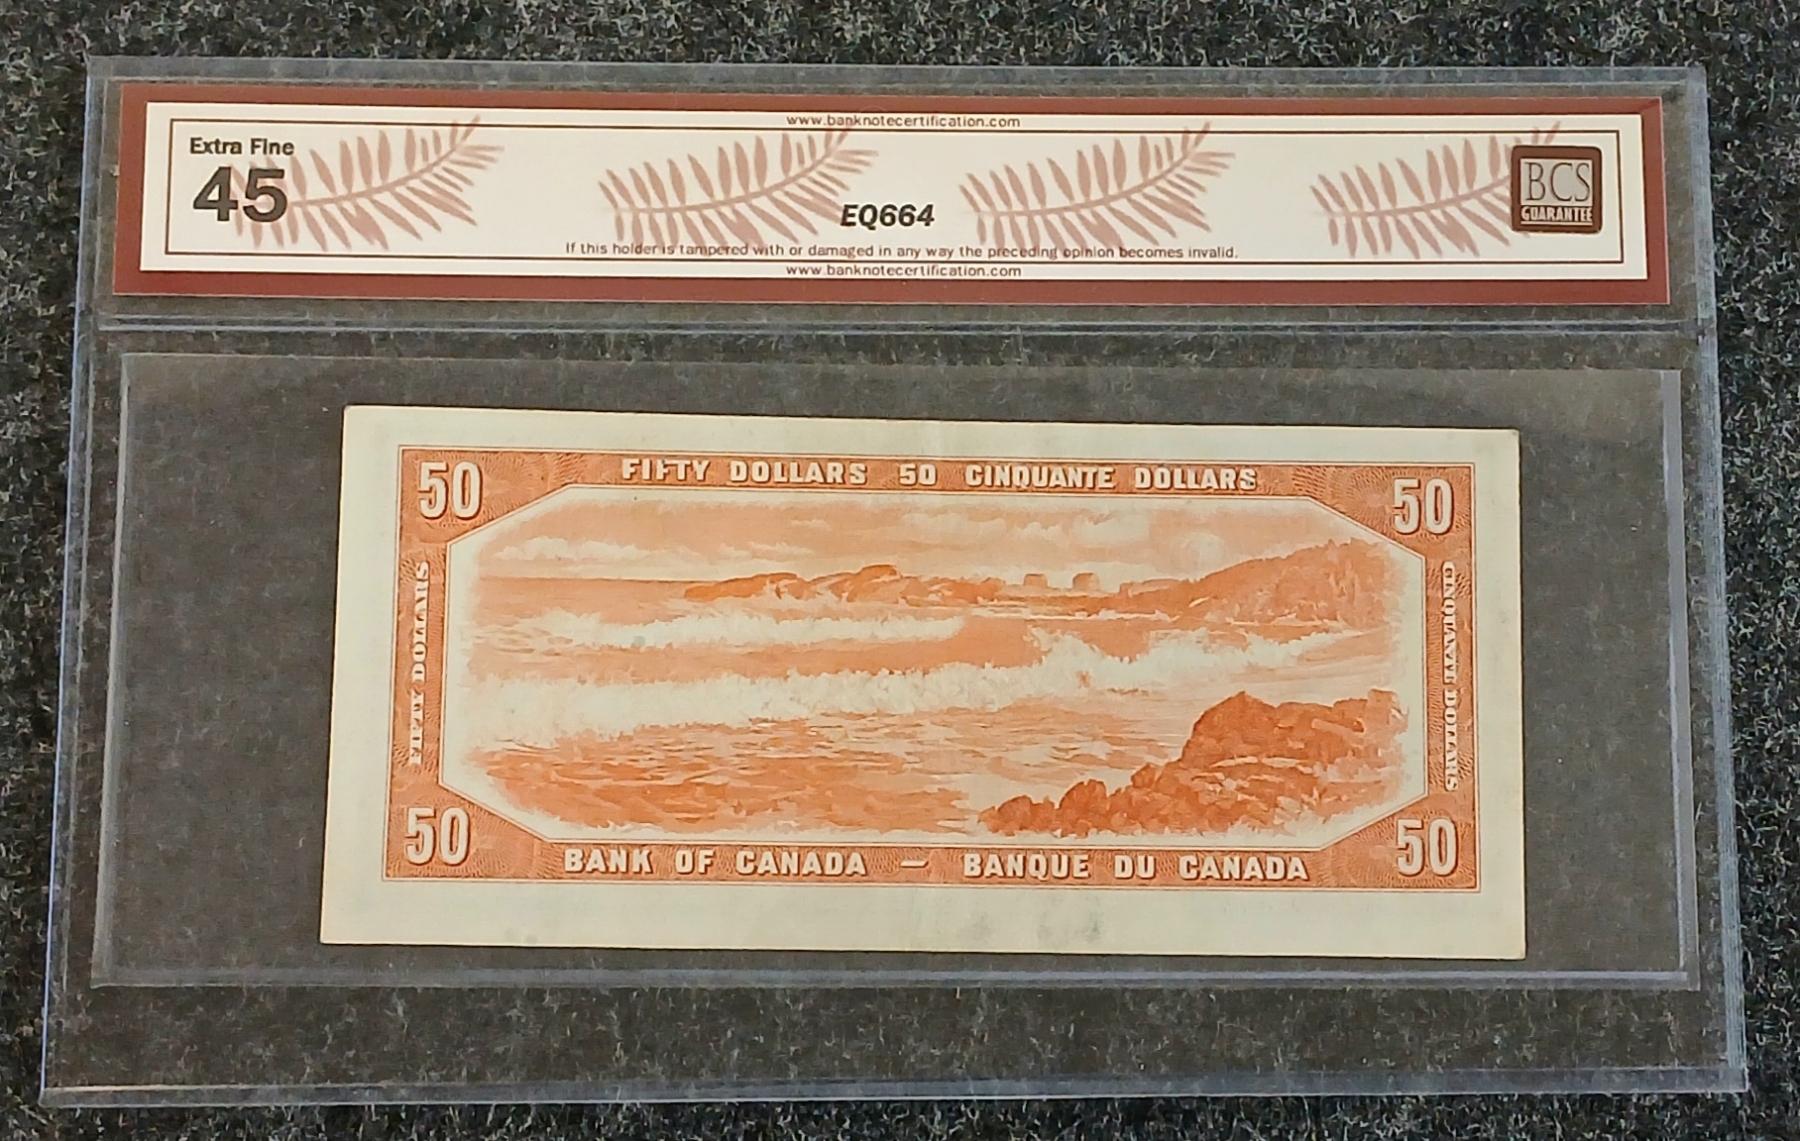 www.banknotecertification.com
Extra Fine
45
EQ664
BCS
GUARANTEE
If this holder is tampered with or damaged in any way the preceding opinion becomes invalid.
www.banknotecertification.com
50
FIFTY DOLLARS 50 CINQUANTE DOLLARS
50
FIFTY DOLLARS
CINQUANTE DOLLARS
50
BANK OF CANADA — BANQUE DU CANADA
50